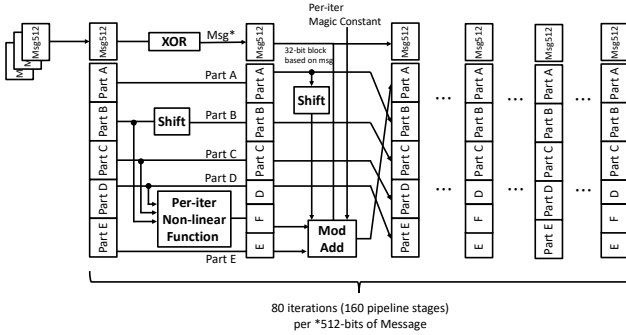 Per-iter
Magic Constant
Msg512
Msg512
XOR
Msg*
Msg512
32-bit block
based on msg
Msg512
Msg512
Msg512
Msg512
Part A
Part B
Part C
Part D
Part E
Part A
Shift
Part B
Part C
Part D
Per-iter
Non-linear
Function
Part E
Part A
Part B
Part C
D
F
E
Shift
Mod
Add
Part A
Part B
Part C
Part D
Part E
...
...
...
Part A
Part B
Part C
D
F
E
Part A
Part B
Part C
Part D
Part E
Part A
Part B
Part C
D
F
E
...
...
...
80 iterations (160 pipeline stages)
per *512-bits of Message